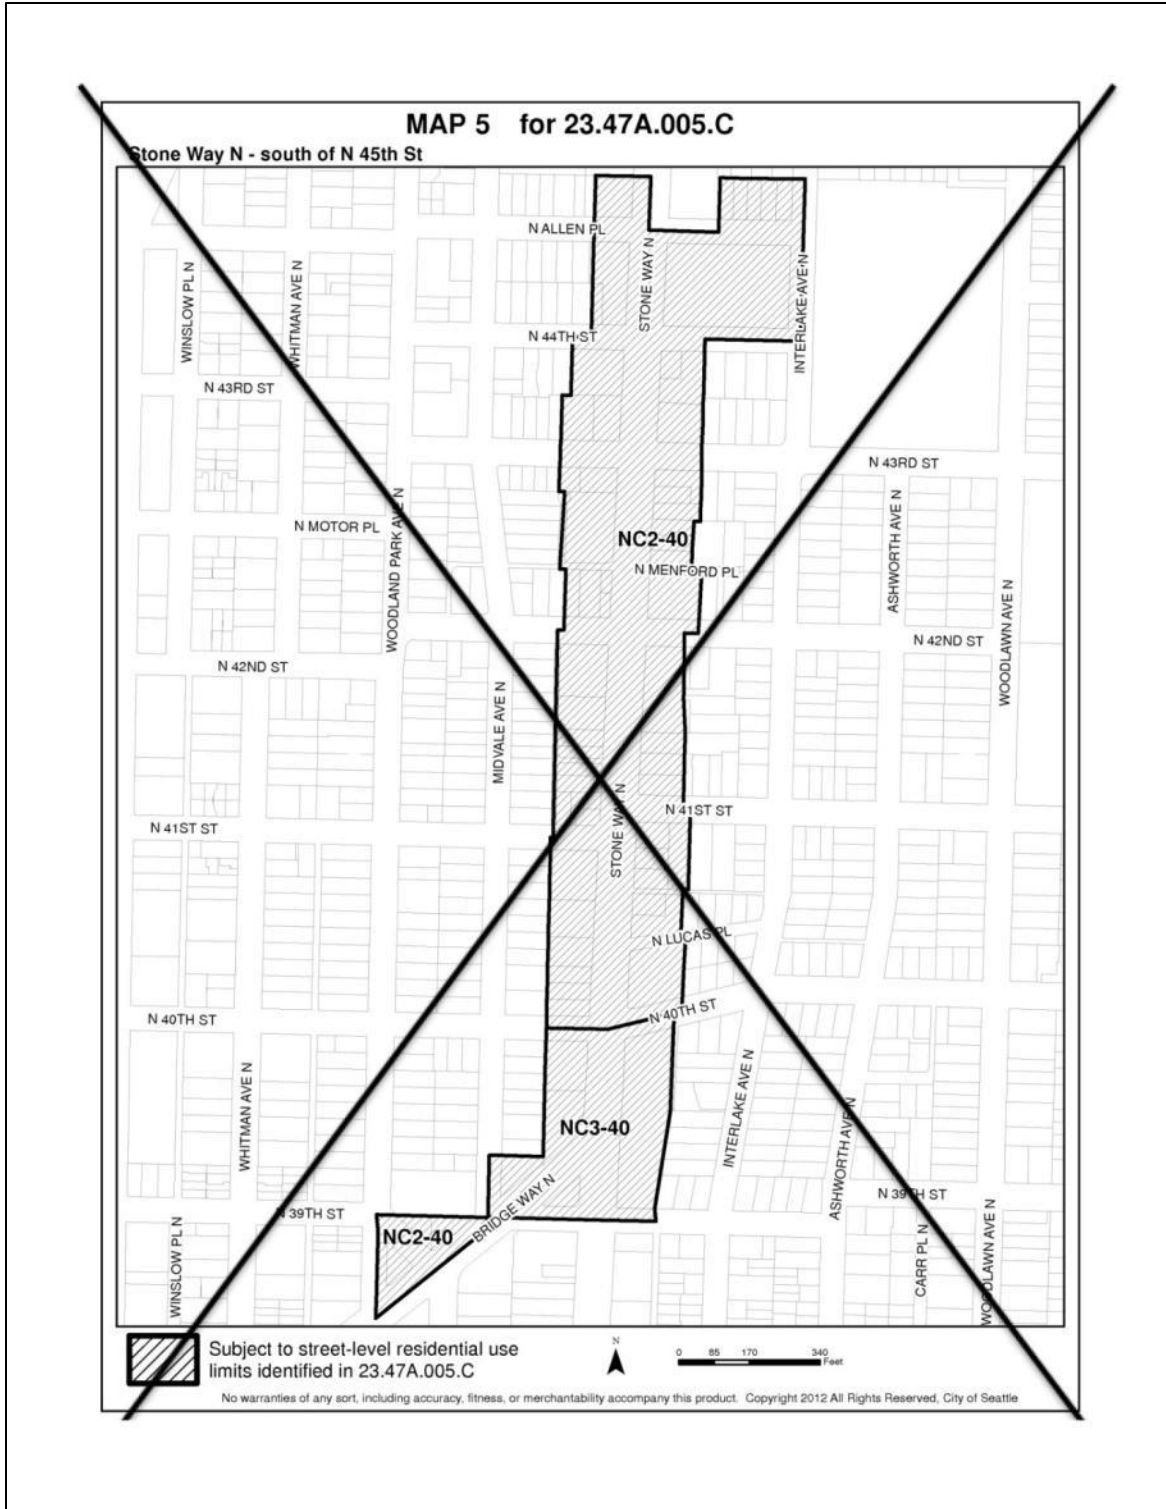 MAP 5 for 23.47A.005.C
Stone Way N - south of N 45th St
N ALLEN PL
STONE WAY N
WINSLOW PL N
WHITMAN AVE N
INTERLAKE AVE N
N 44TH ST
N 43RD ST
N 43RD ST
WOODLAND PARK AVE N
N MOTOR PL
NC2-40
ASHWORTH AVE N
N MENFORD PL
WOODLAWN AVE N
N 42ND ST
N 42ND ST
MIDVALE AVE N
STONE WAY N
N 41ST ST
N 41ST ST
N LUCAS PL
N 40TH ST
N 40TH ST
WHITMAN AVE N
NC3-40
INTERLAKE AVE N
ASHWORTH AVE N
N 39TH ST
N 39TH ST
BRIDGE WAY N
NC2-40
WINSLOW PL N
CARR PL N
WOODLAWN AVE N
Subject to street-level residential use
limits identified in 23.47A.005.C
N
0 85 170 340
Feet
No warranties of any sort, including accuracy, fitness, or merchantability accompany this product. Copyright 2012 All Rights Reserved, City of Seattle